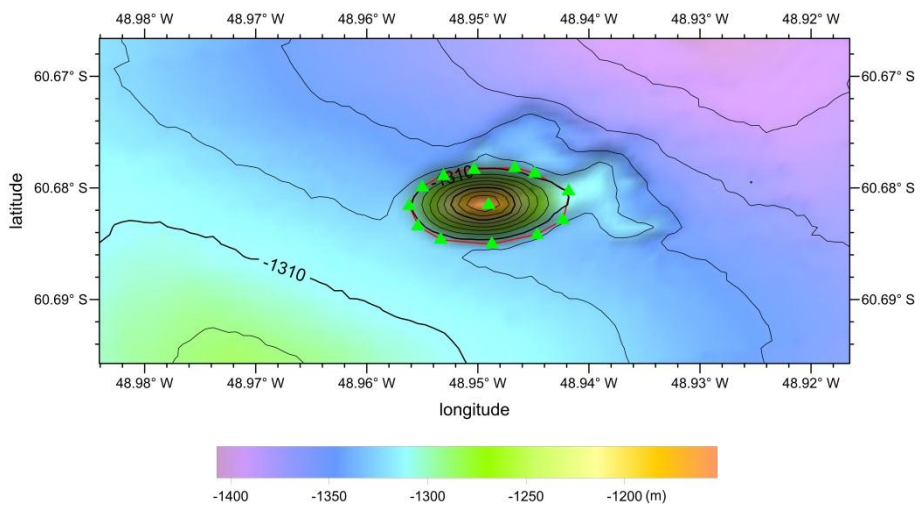 48.98° W 48.97° W 48.96° W 48.95° W 48.94° W 48.93° W 48.92° W
60.67° S 60.67° S
-1310
60.68° S 60.68° S
latitude
-1310
60.69° S 60.69° S
48.98° W 48.97° W 48.96° W 48.95° W 48.94° W 48.93° W 48.92° W
longitude
-1400 -1350 -1300 -1250 -1200 (m)